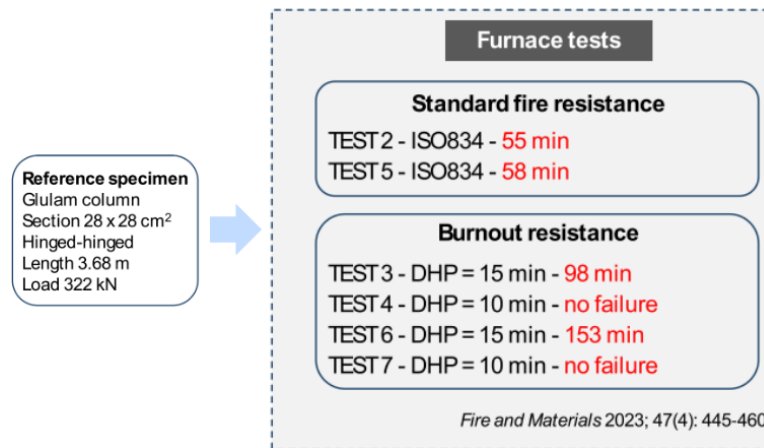 Reference specimen
Glulam column
Section 28 x 28 cm²
Hinged-hinged
Length 3.68 m
Load 322 kN
Furnace tests
Standard fire resistance
TEST 2 - ISO834 - 55 min
TEST 5 - ISO834 - 58 min
Burnout resistance
TEST 3 - DHP = 15 min - 98 min
TEST 4 - DHP = 10 min - no failure
TEST 6 - DHP = 15 min - 153 min
TEST 7 - DHP = 10 min - no failure
Fire and Materials 2023; 47(4): 445-460